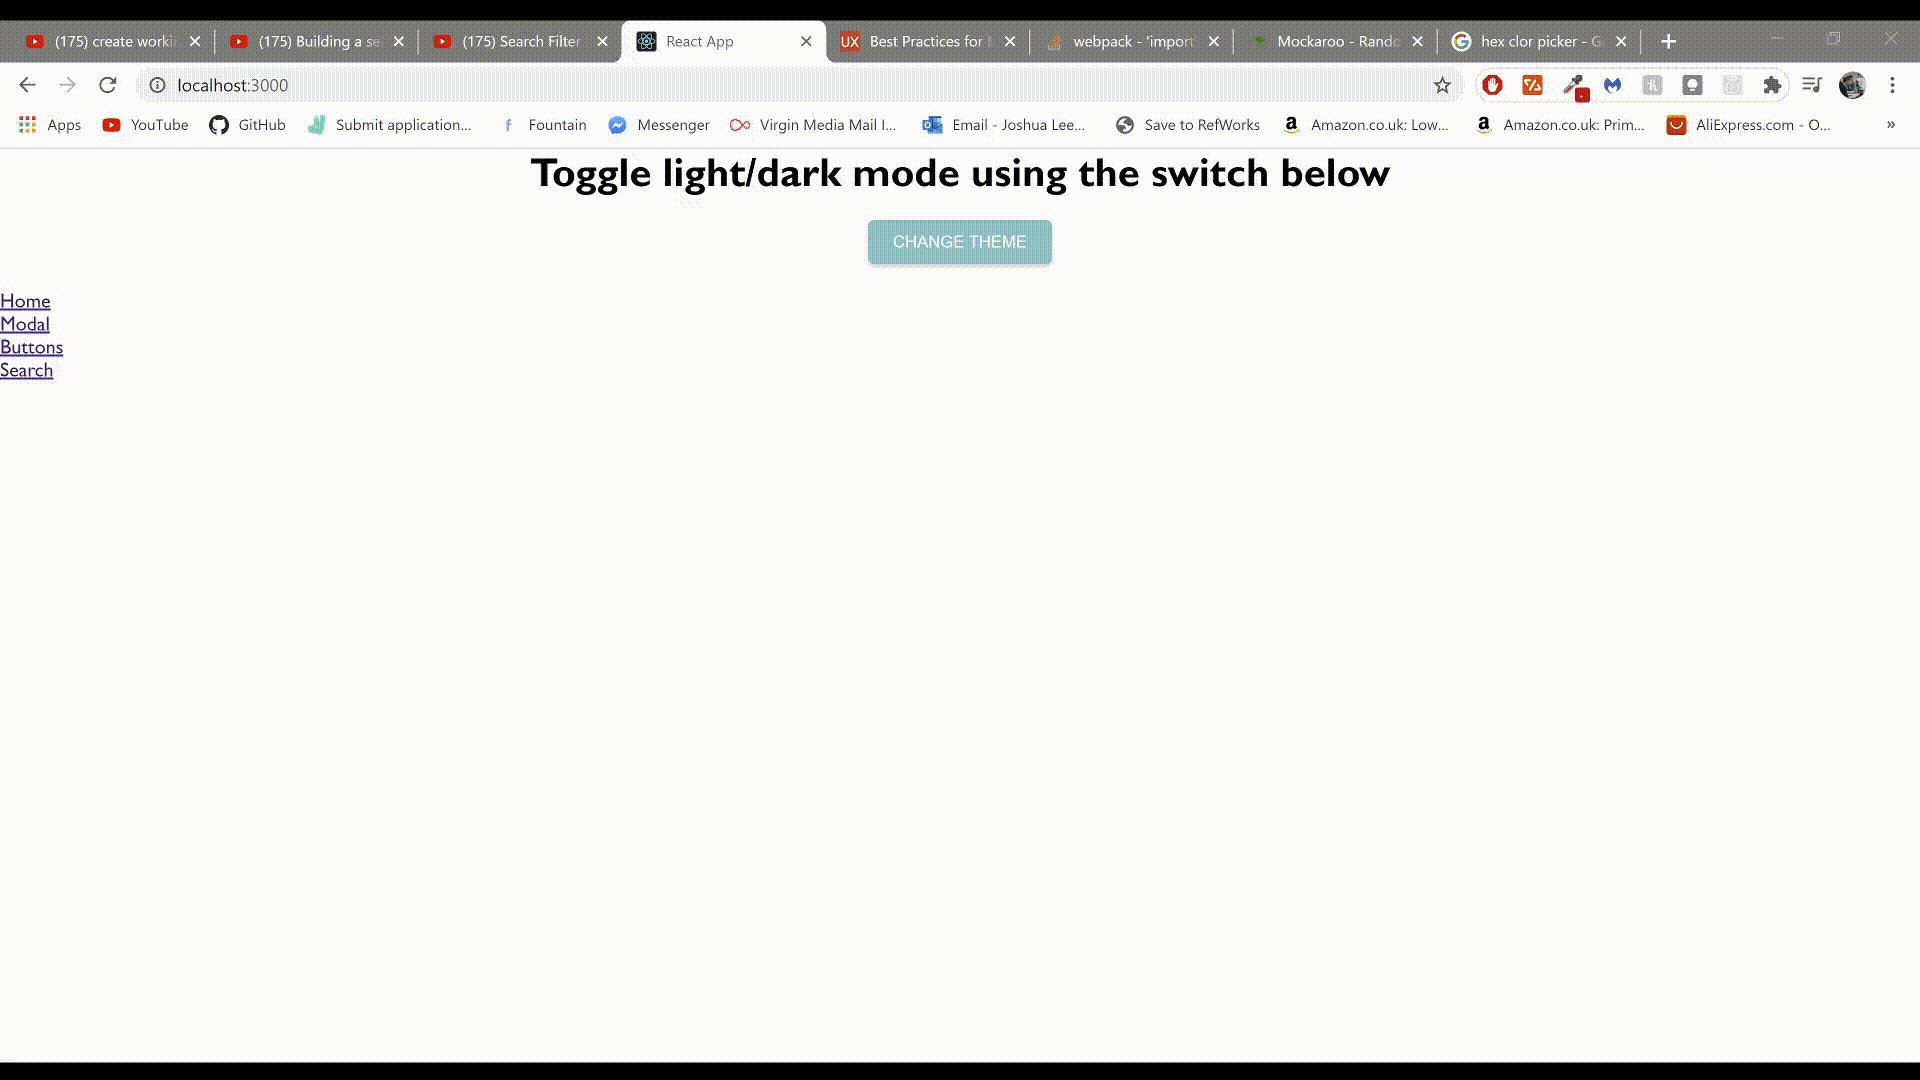 (175) create worki
(175) Building a se
(175) Search Filter
React App
UX
Best Practices for
webpack - 'import'
Mockaroo - Rando
hex clor picker - G
localhost:3000
Apps
YouTube
GitHub
Submit application...
f
Fountain
Messenger
Virgin Media Mail I...
Email - Joshua Lee...
Save to RefWorks
a
Amazon.co.uk: Low...
a
Amazon.co.uk: Prim...
AliExpress.com - O...
»
Toggle light/dark mode using the switch below
CHANGE THEME
Home
Modal
Buttons
Search